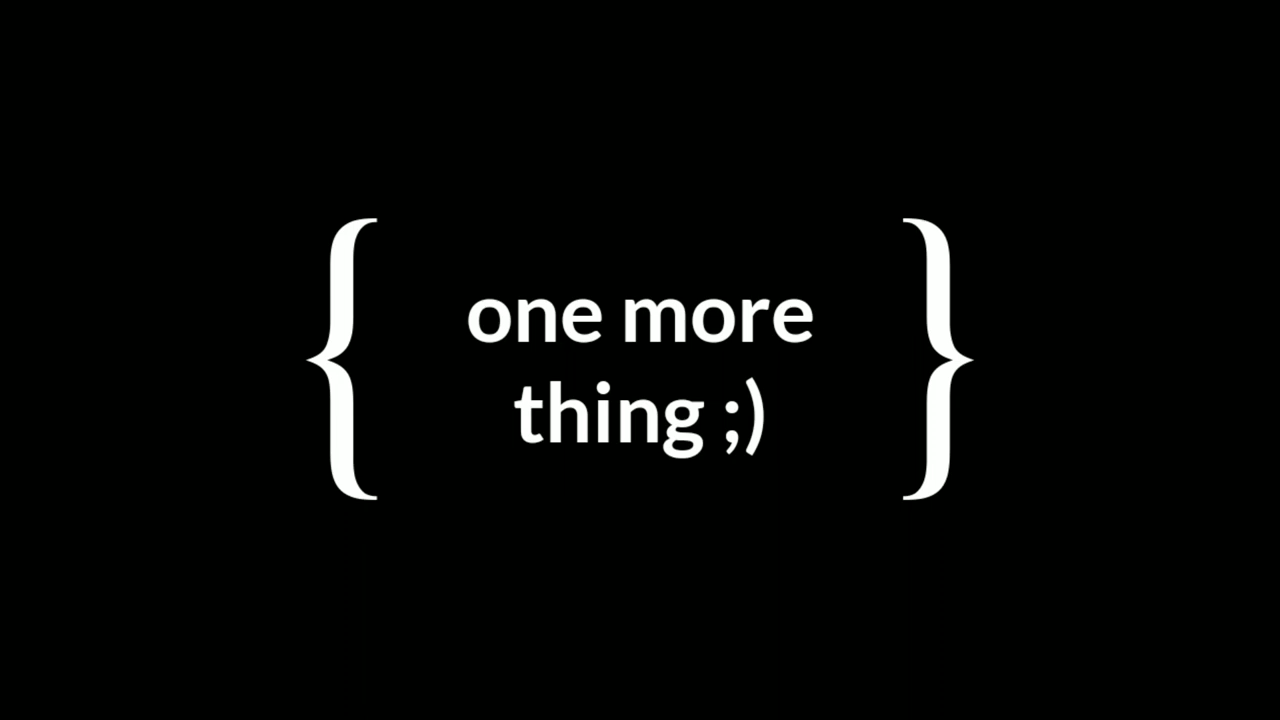 { one more
thing ;) }